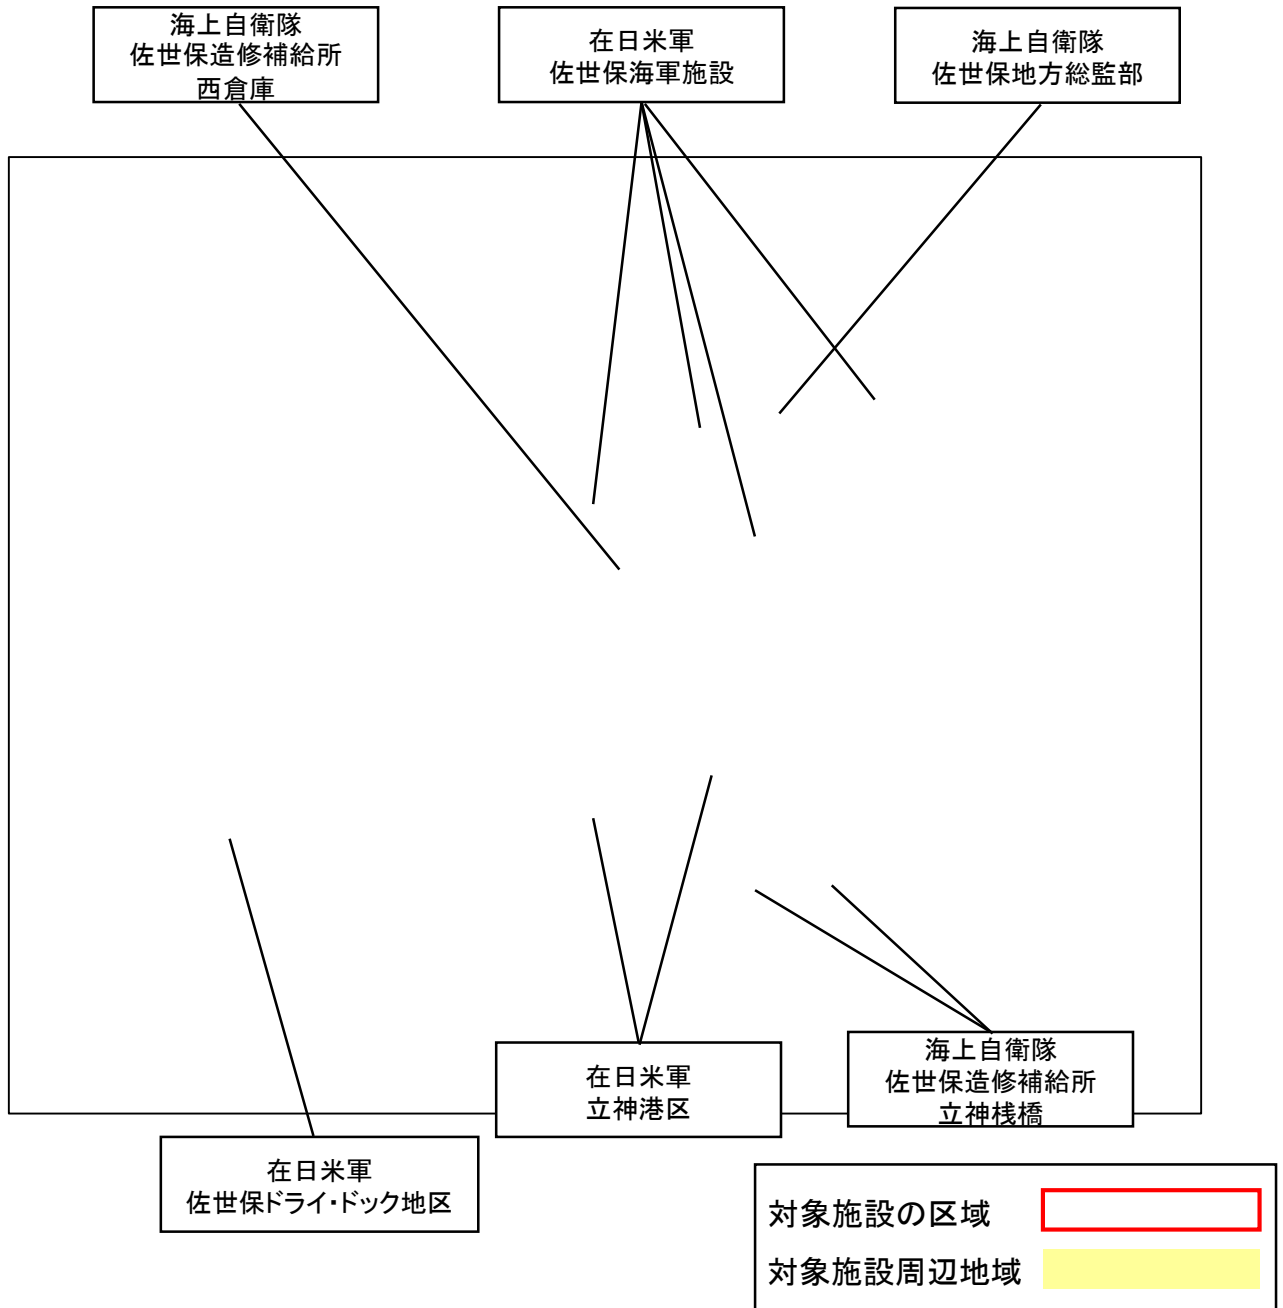 海上自衛隊
佐世保造修補給所
西倉庫
在日米軍
佐世保海軍施設
海上自衛隊
佐世保地方総監部
在日米軍
立神港区
海上自衛隊
佐世保造修補給所
立神桟橋
在日米軍
佐世保ドライ・ドック地区
対象施設の区域
対象施設周辺地域